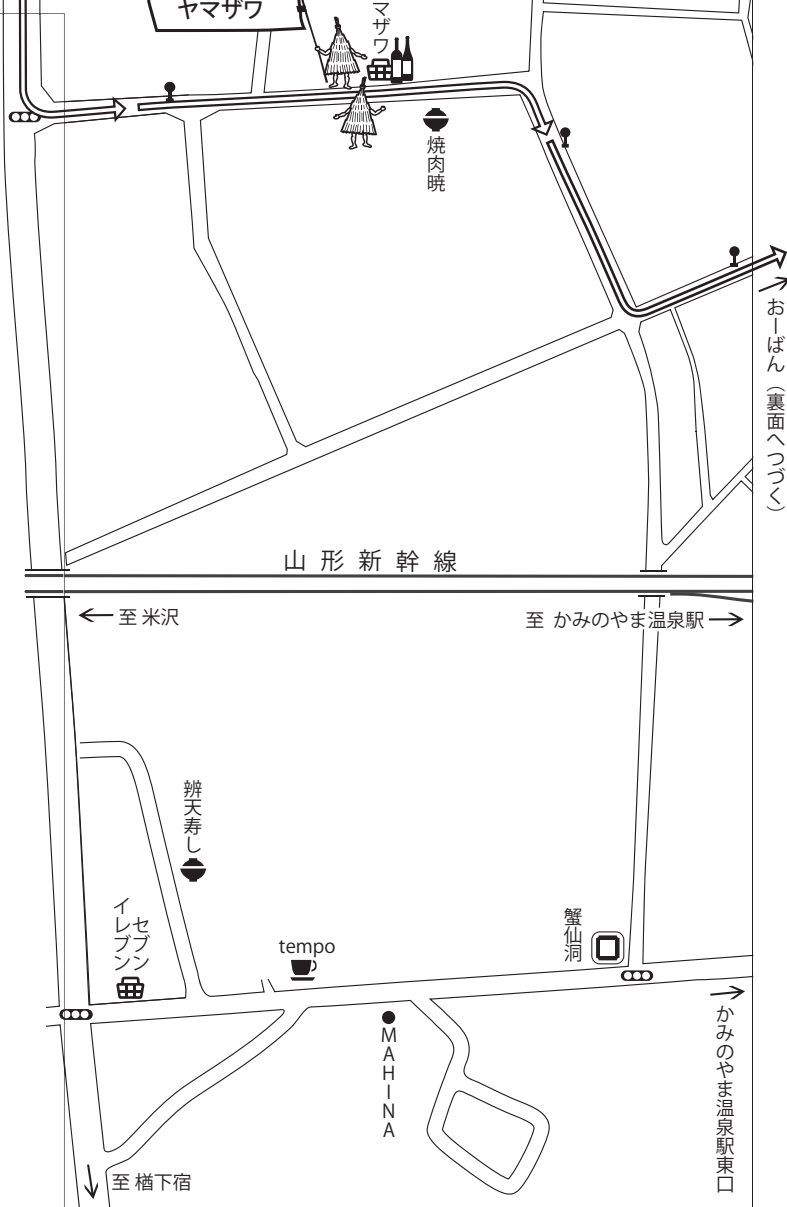 ヤマザワ
マザワ
焼肉暁
おーばん（裏面へつづく）
山形新幹線
至 米沢
至 かみのやま温泉駅
辨天寿し
セブン
イレブン
tempo
蟹仙洞
MAHINA
かみのやま温泉駅東口
至 楢下宿